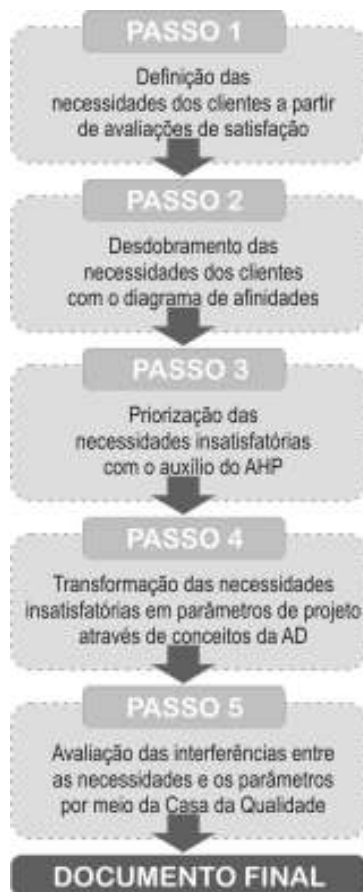 PASSO 1
Definição das
necessidades dos clientes a partir
de avaliações de satisfação
PASSO 2
Desdobramento das
necessidades dos clientes
com o diagrama de afinidades
PASSO 3
Priorização das
necessidades insatisfatórias
com o auxílio do AHP
PASSO 4
Transformação das necessidades
insatisfatórias em parâmetros de projeto
através de conceitos da AD
PASSO 5
Avaliação das interferências entre
as necessidades e os parâmetros
por meio da Casa da Qualidade
DOCUMENTO FINAL